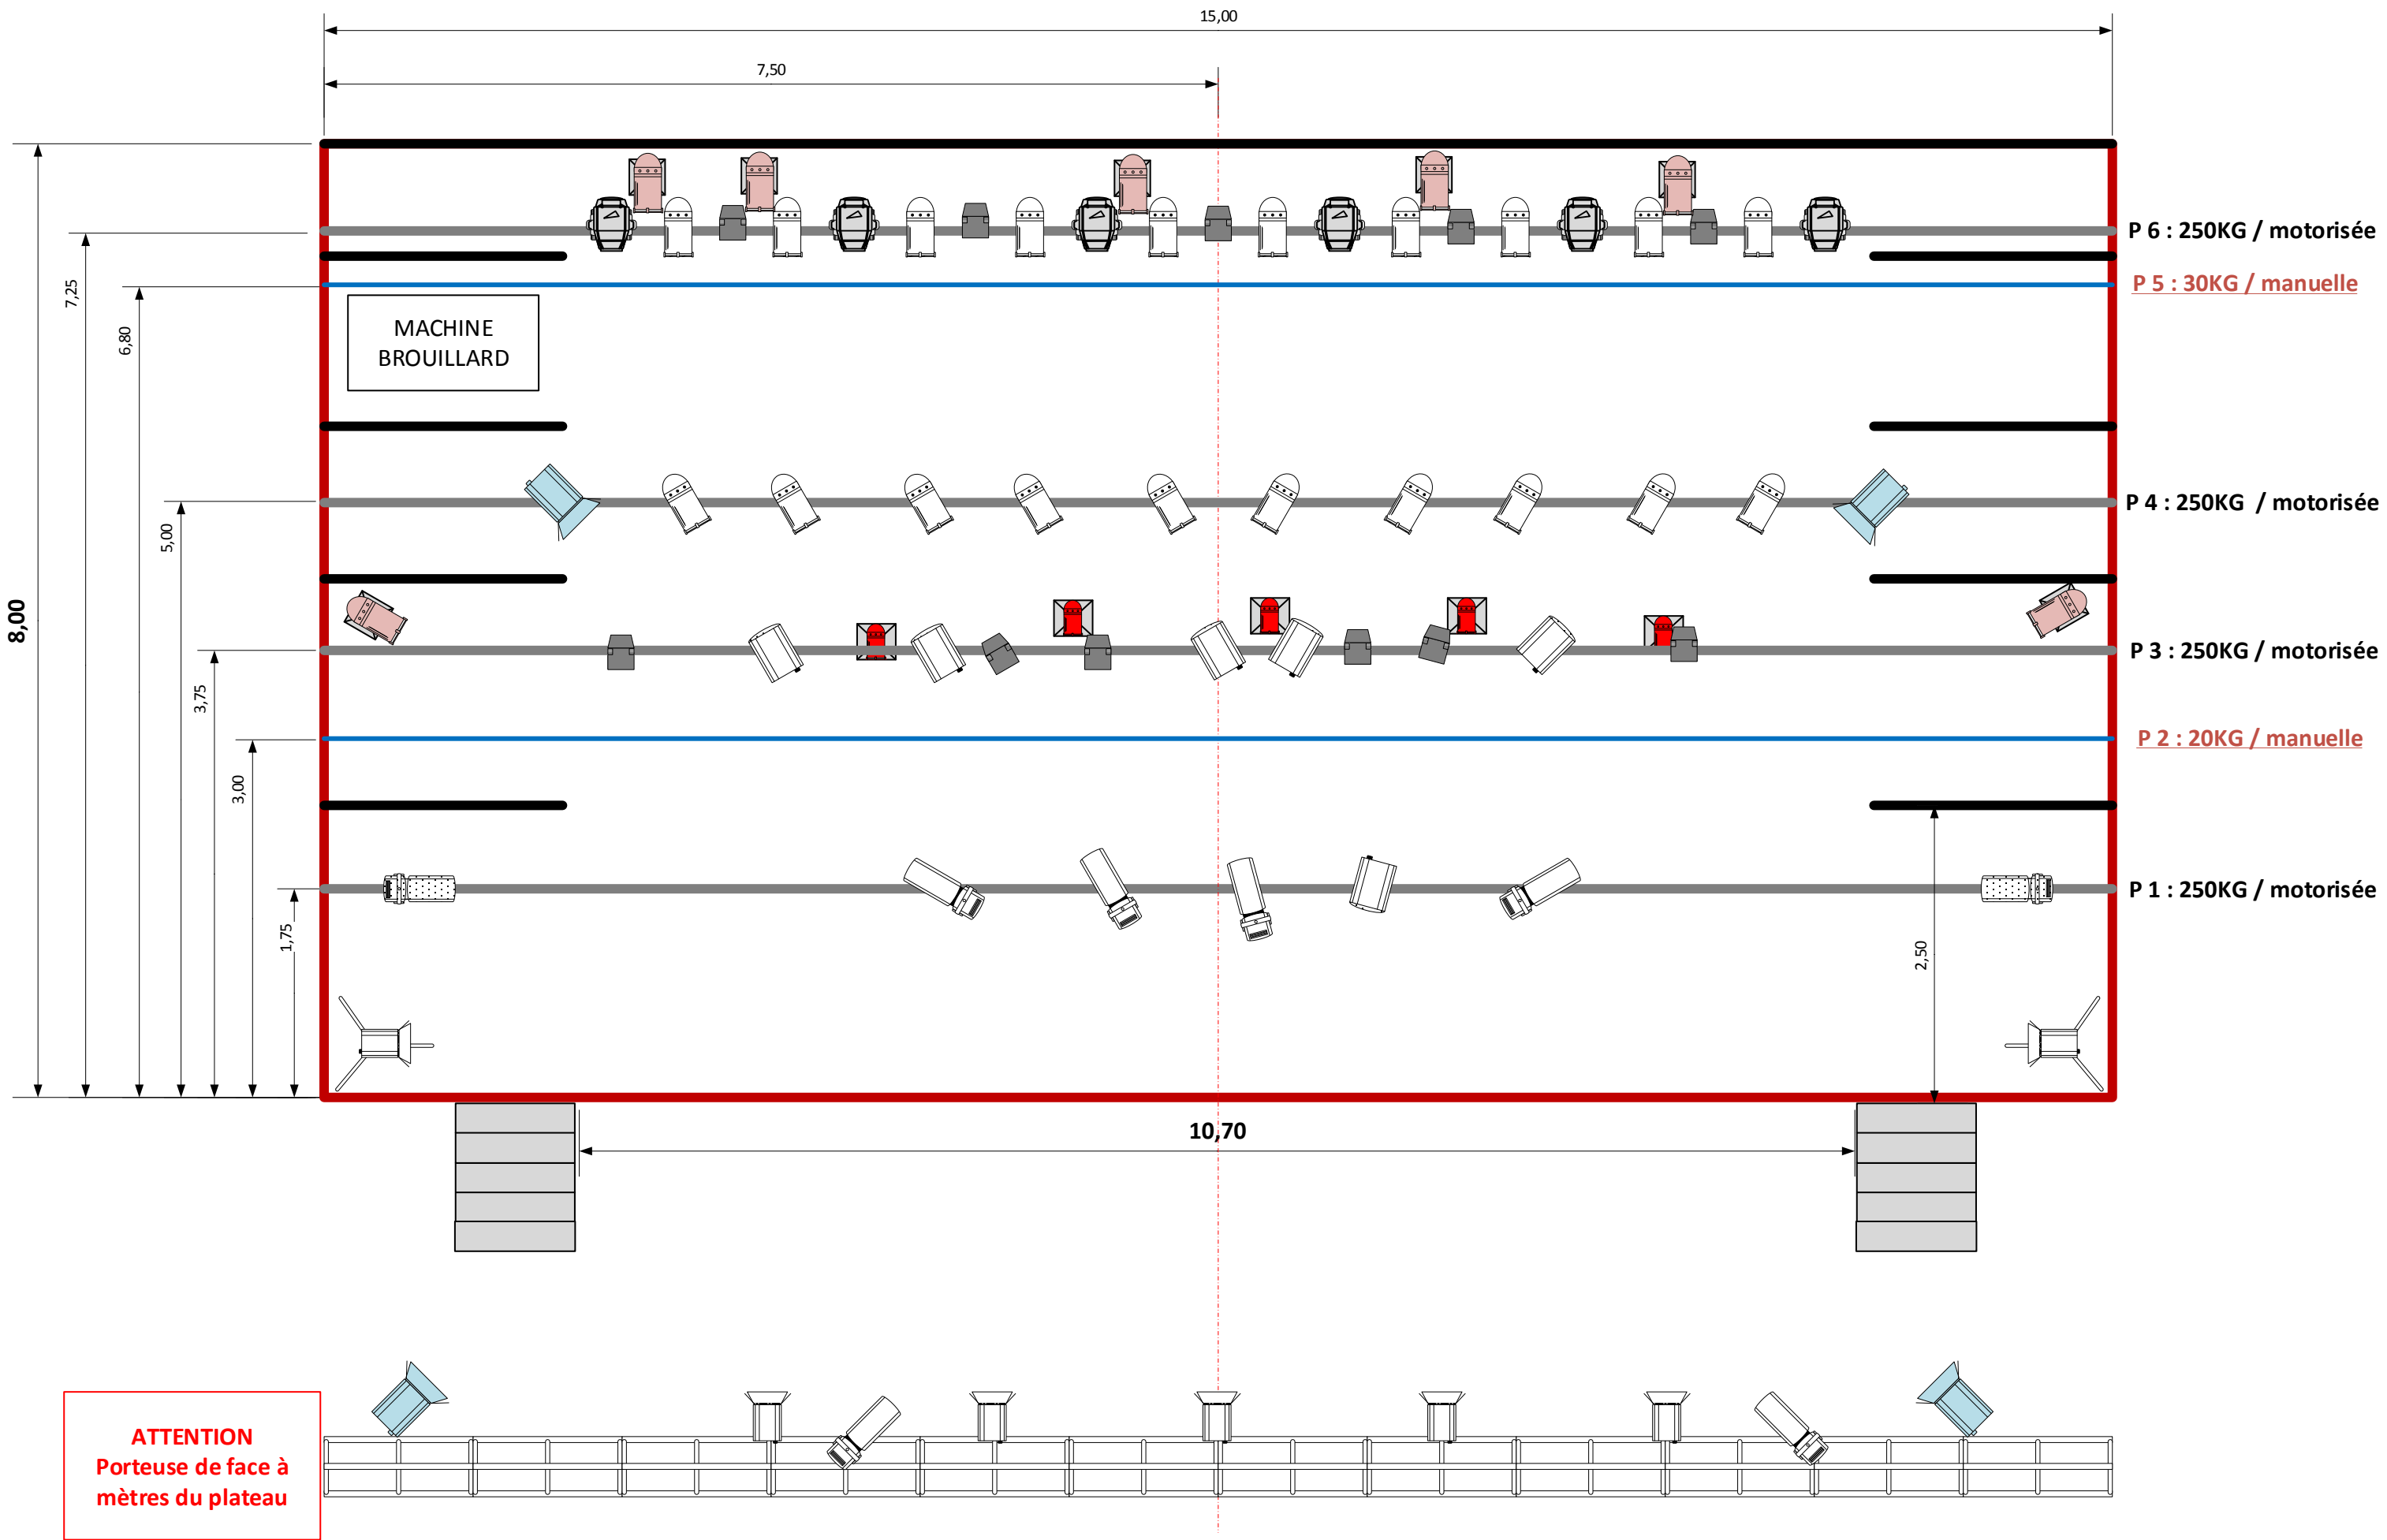 15,00
7,50
P 6 : 250KG / motorisée
7,25
P 5 : 30KG / manuelle
6,80
MACHINE
BROUILLARD
P 4 : 250KG / motorisée
5,00
8,00
P 3 : 250KG / motorisée
3,75
P 2 : 20KG / manuelle
3,00
P 1 : 250KG / motorisée
1,75
2,50
10,70
ATTENTION
Porteuse de face à
mètres du plateau